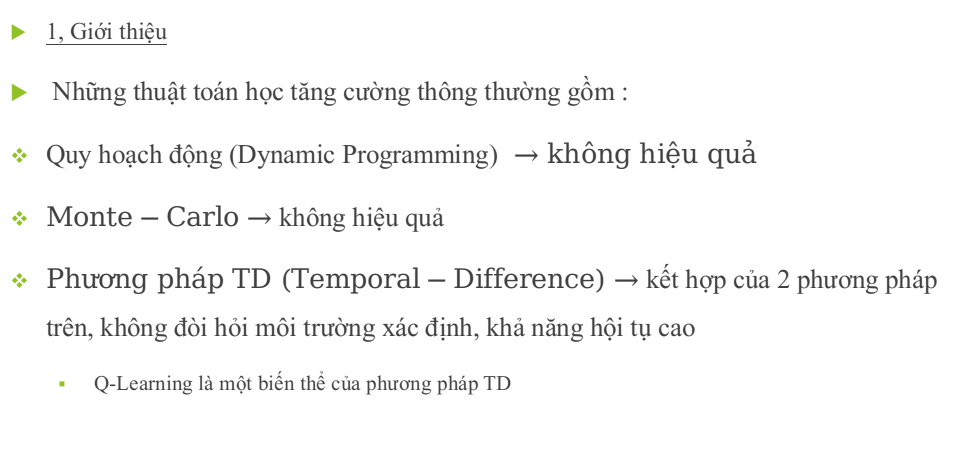 1, Giới thiệu
Những thuật toán học tăng cường thông thường gồm :
Quy hoạch động (Dynamic Programming) → không hiệu quả
Monte – Carlo → không hiệu quả
Phương pháp TD (Temporal – Difference) → kết hợp của 2 phương pháp
trên, không đòi hỏi môi trường xác định, khả năng hội tụ cao
Q-Learning là một biến thể của phương pháp TD